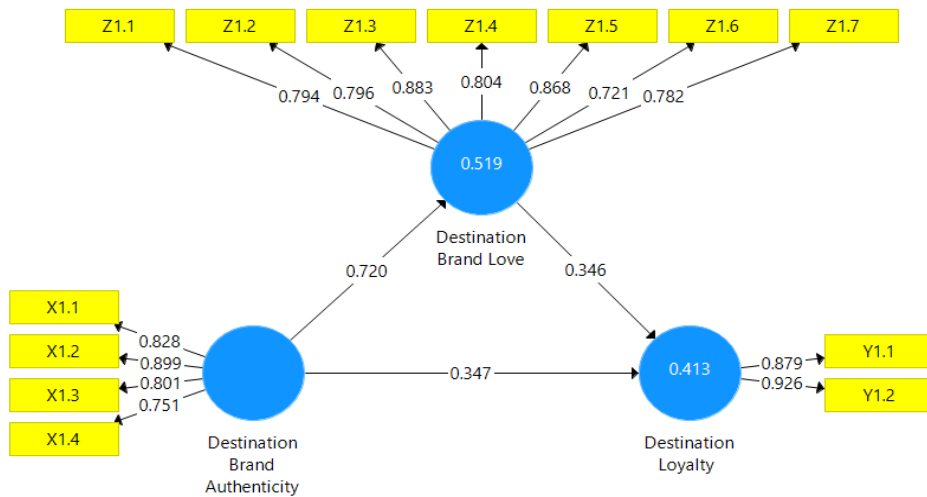 Z1.1 Z1.2 Z1.3 Z1.4 Z1.5 Z1.6 Z1.7
0.794 0.796 0.883 0.804 0.868 0.721 0.782
0.519
Destination
Brand Love
0.720 0.346
X1.1
X1.2
X1.3
X1.4
0.828
0.899
0.801
0.751
0.347
0.413
0.879
0.926
Y1.1
Y1.2
Destination
Brand
Authenticity
Destination
Loyalty